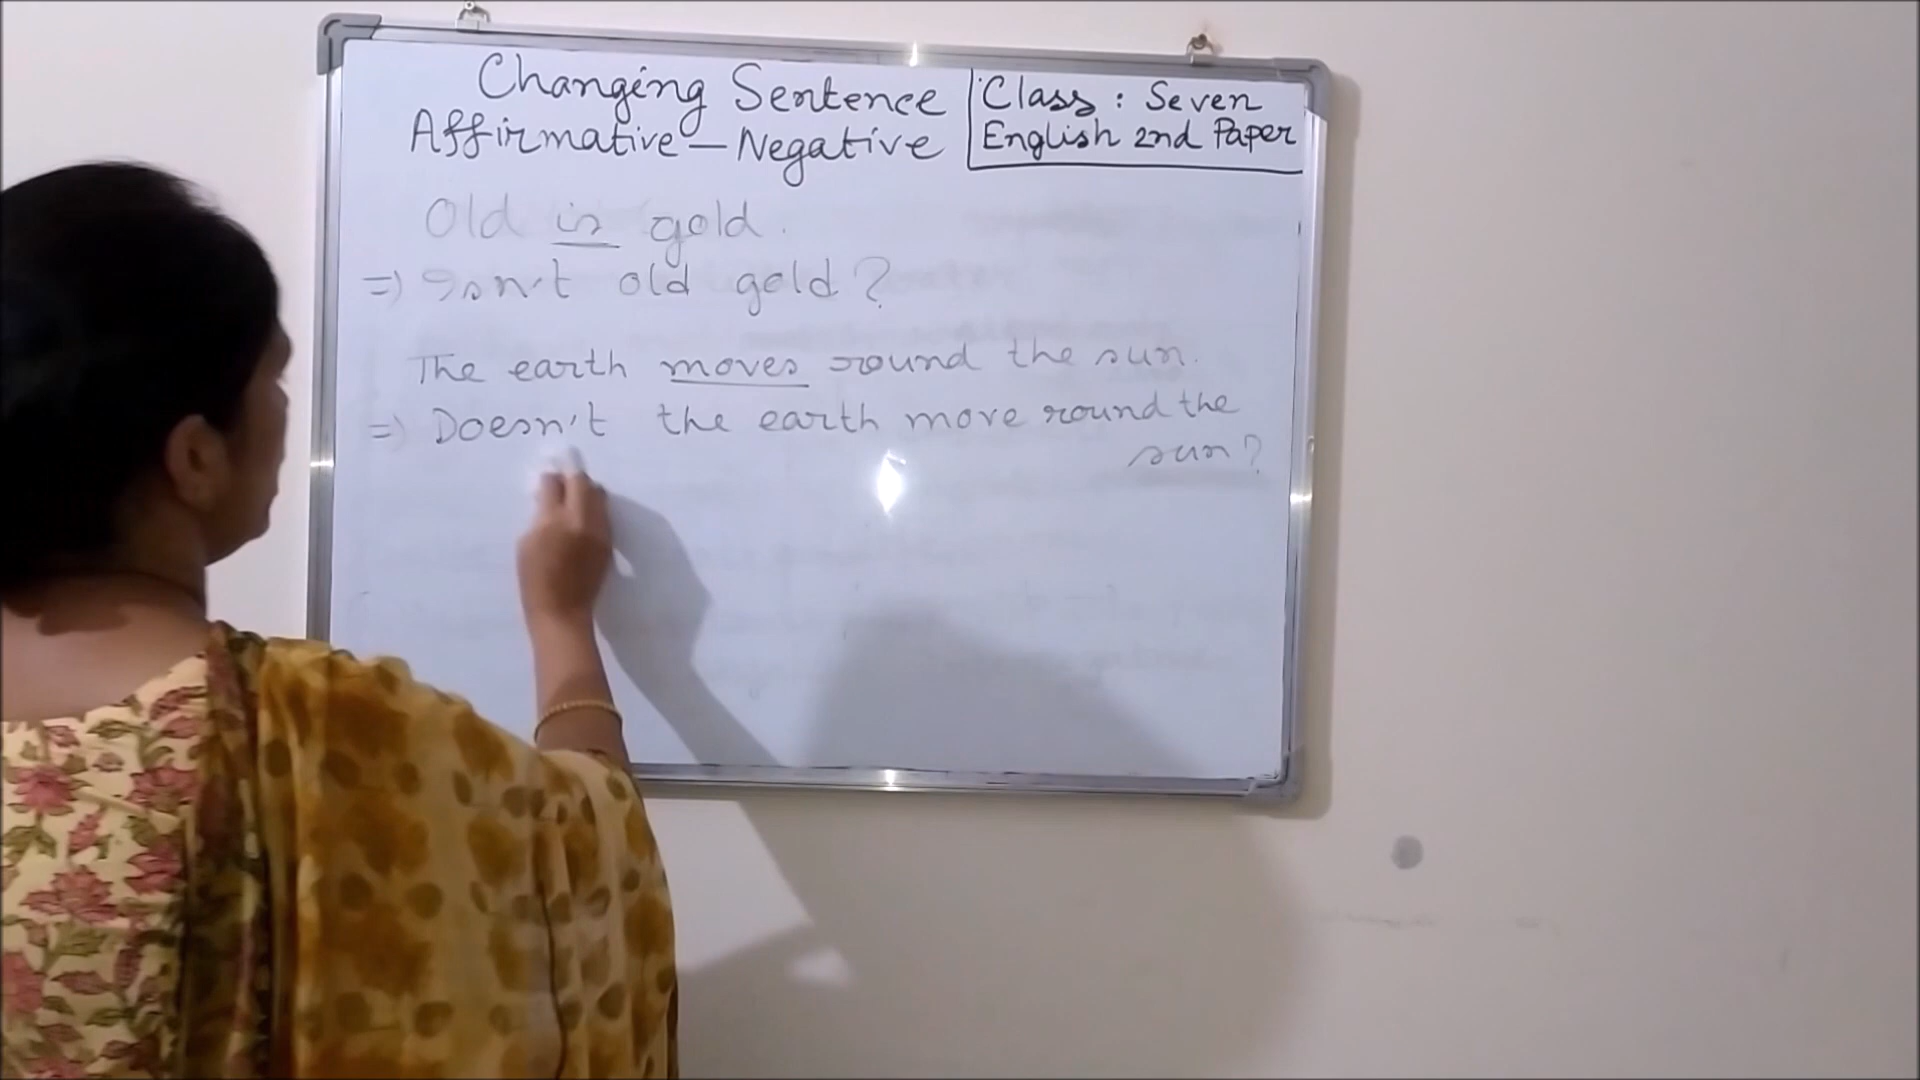 Changing Sentence
Affirmative — Negative
Class : Seven
English 2nd Paper
Old is gold.
=> Isn't old gold?
The earth moves round the sun.
=> Doesn't the earth move round the
sun?